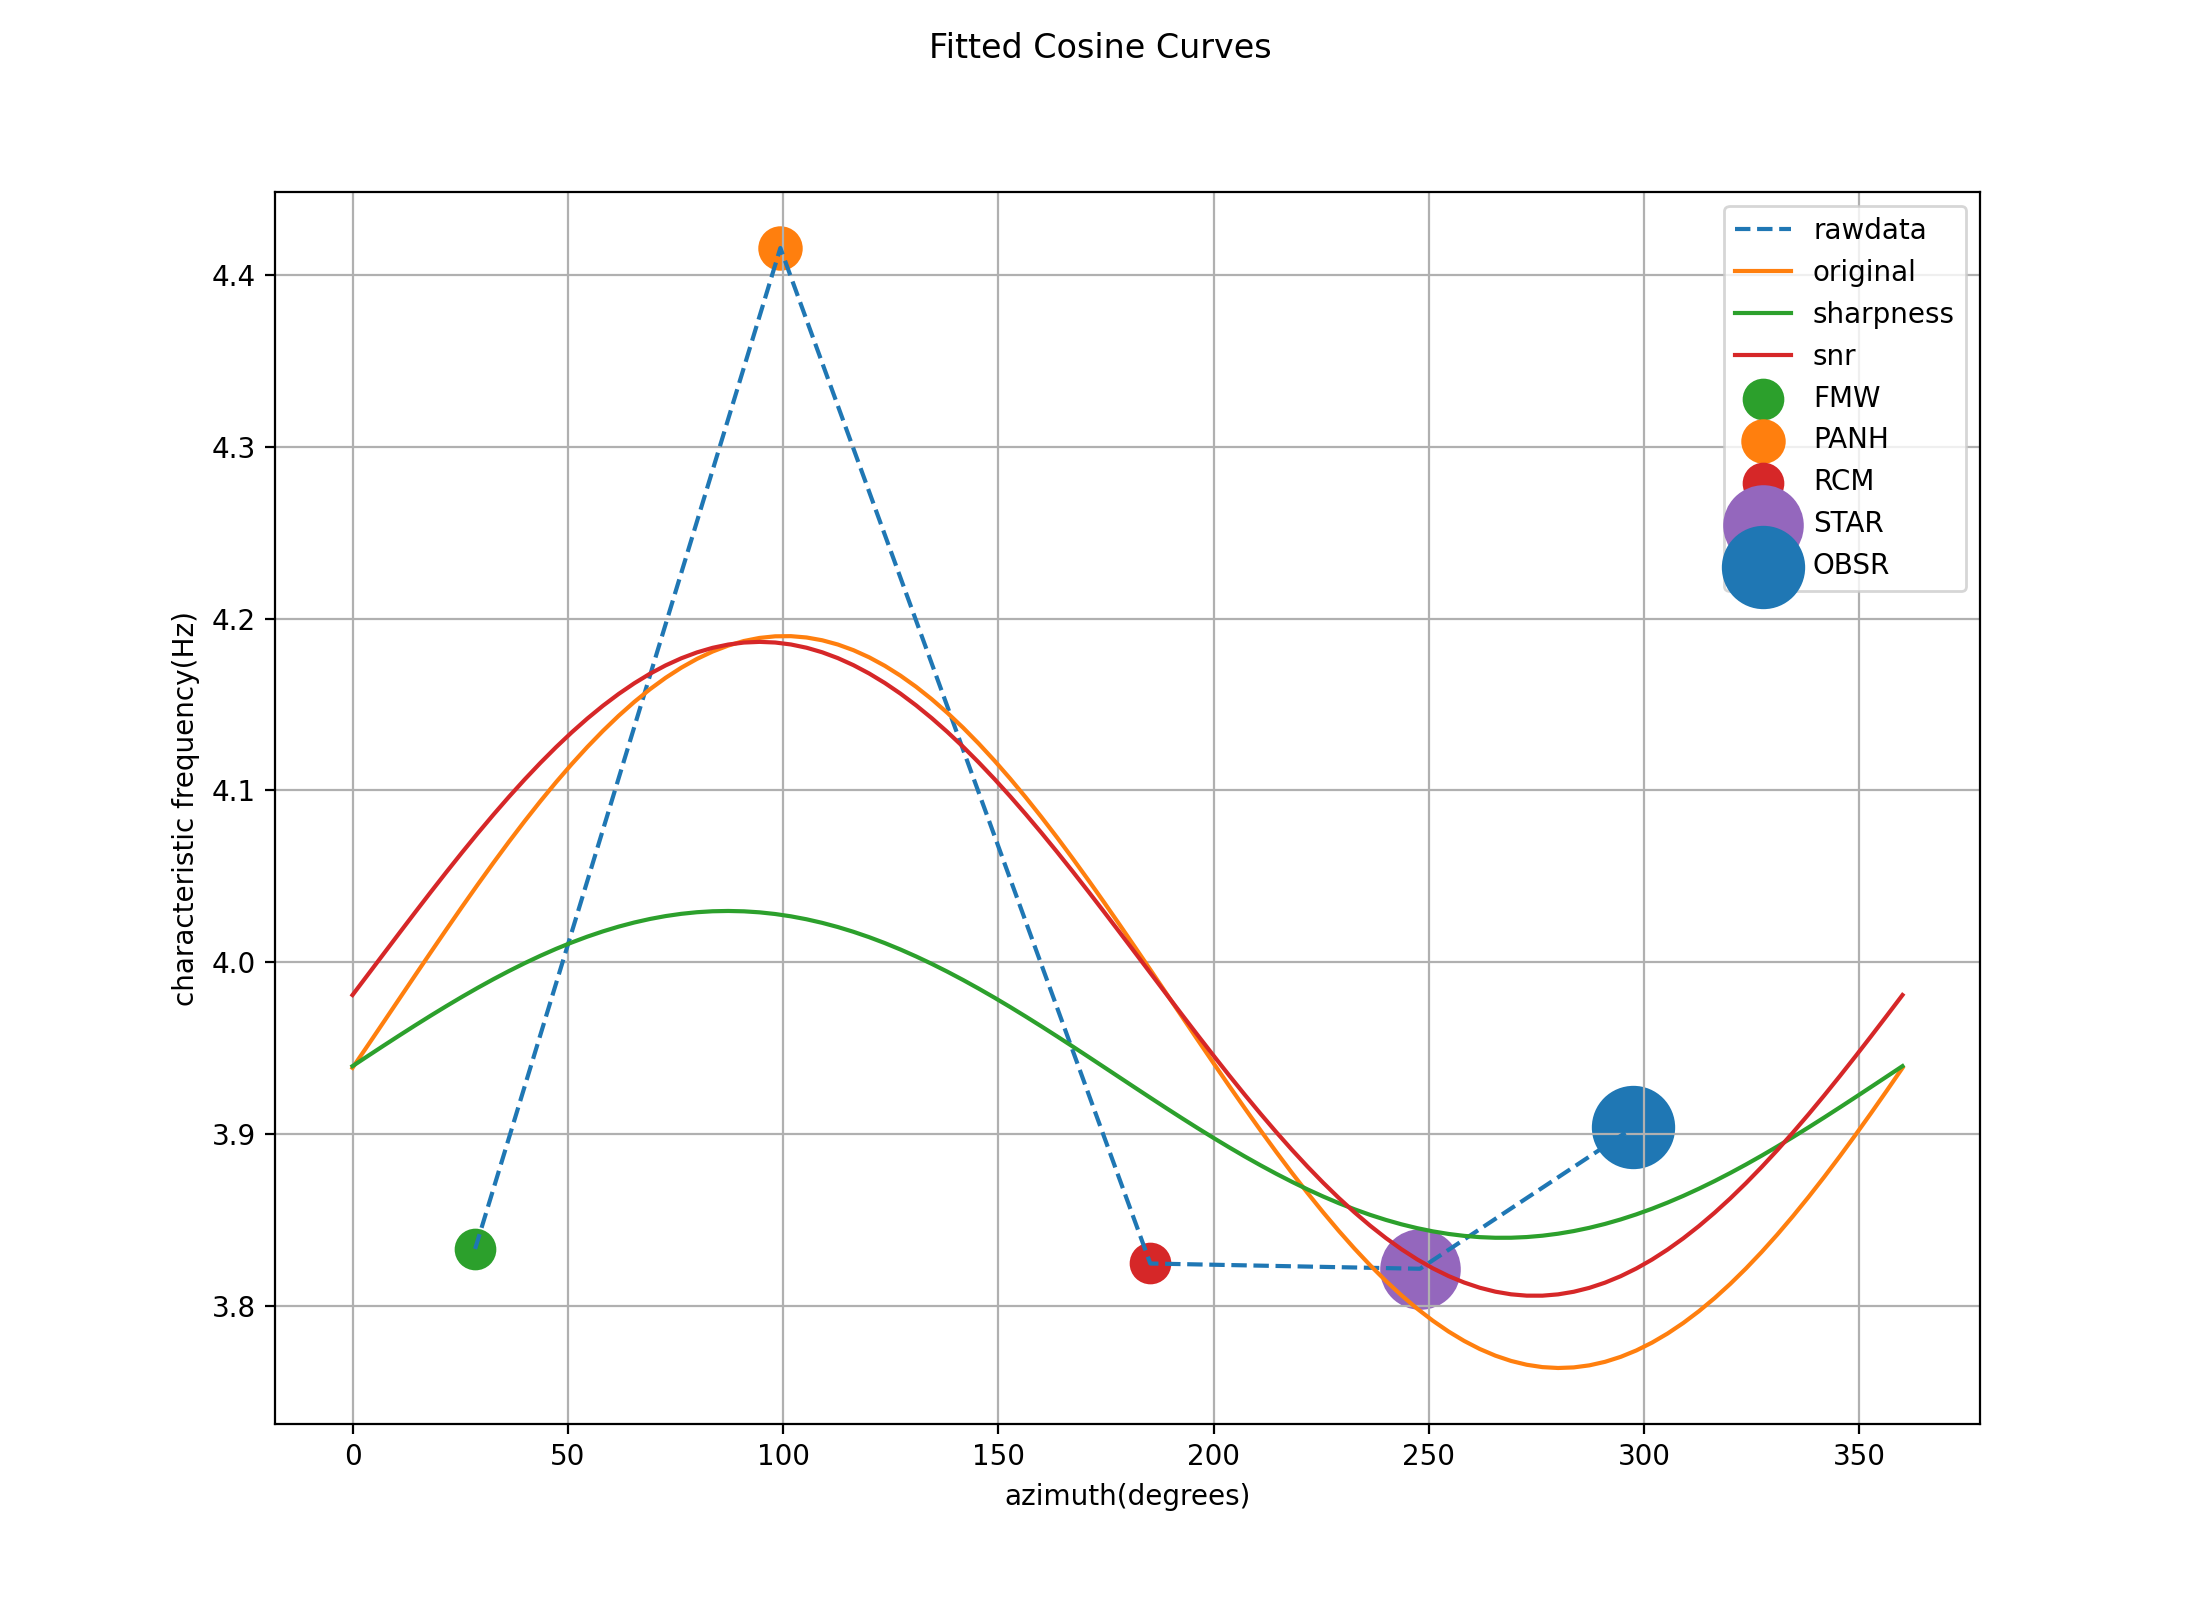 Fitted Cosine Curves
rawdata
original
sharpness
snr
FMW
PANH
RCM
STAR
OBSR
characteristic frequency(Hz)
4.4
4.3
4.2
4.1
4.0
3.9
3.8
0 50 100 150 200 250 300 350
azimuth(degrees)